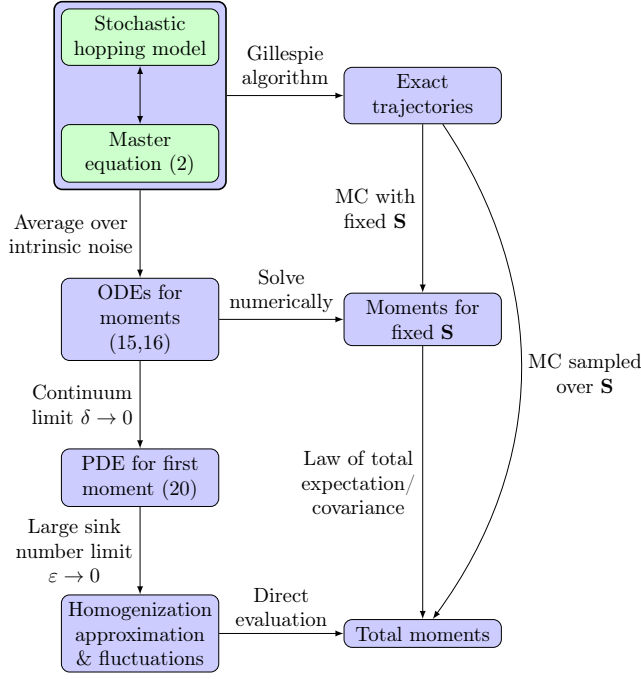 Stochastic
hopping model
Gillespie
algorithm
Exact
trajectories
Master
equation (2)
MC with
fixed S
Average over
intrinsic noise
ODEs for
moments
(15,16)
Solve
numerically
Moments for
fixed S
MC sampled
over S
Continuum
limit δ → 0
PDE for first
moment (20)
Law of total
expectation/
covariance
Large sink
number limit
ε → 0
Homogenization
approximation
& fluctuations
Direct
evaluation
Total moments